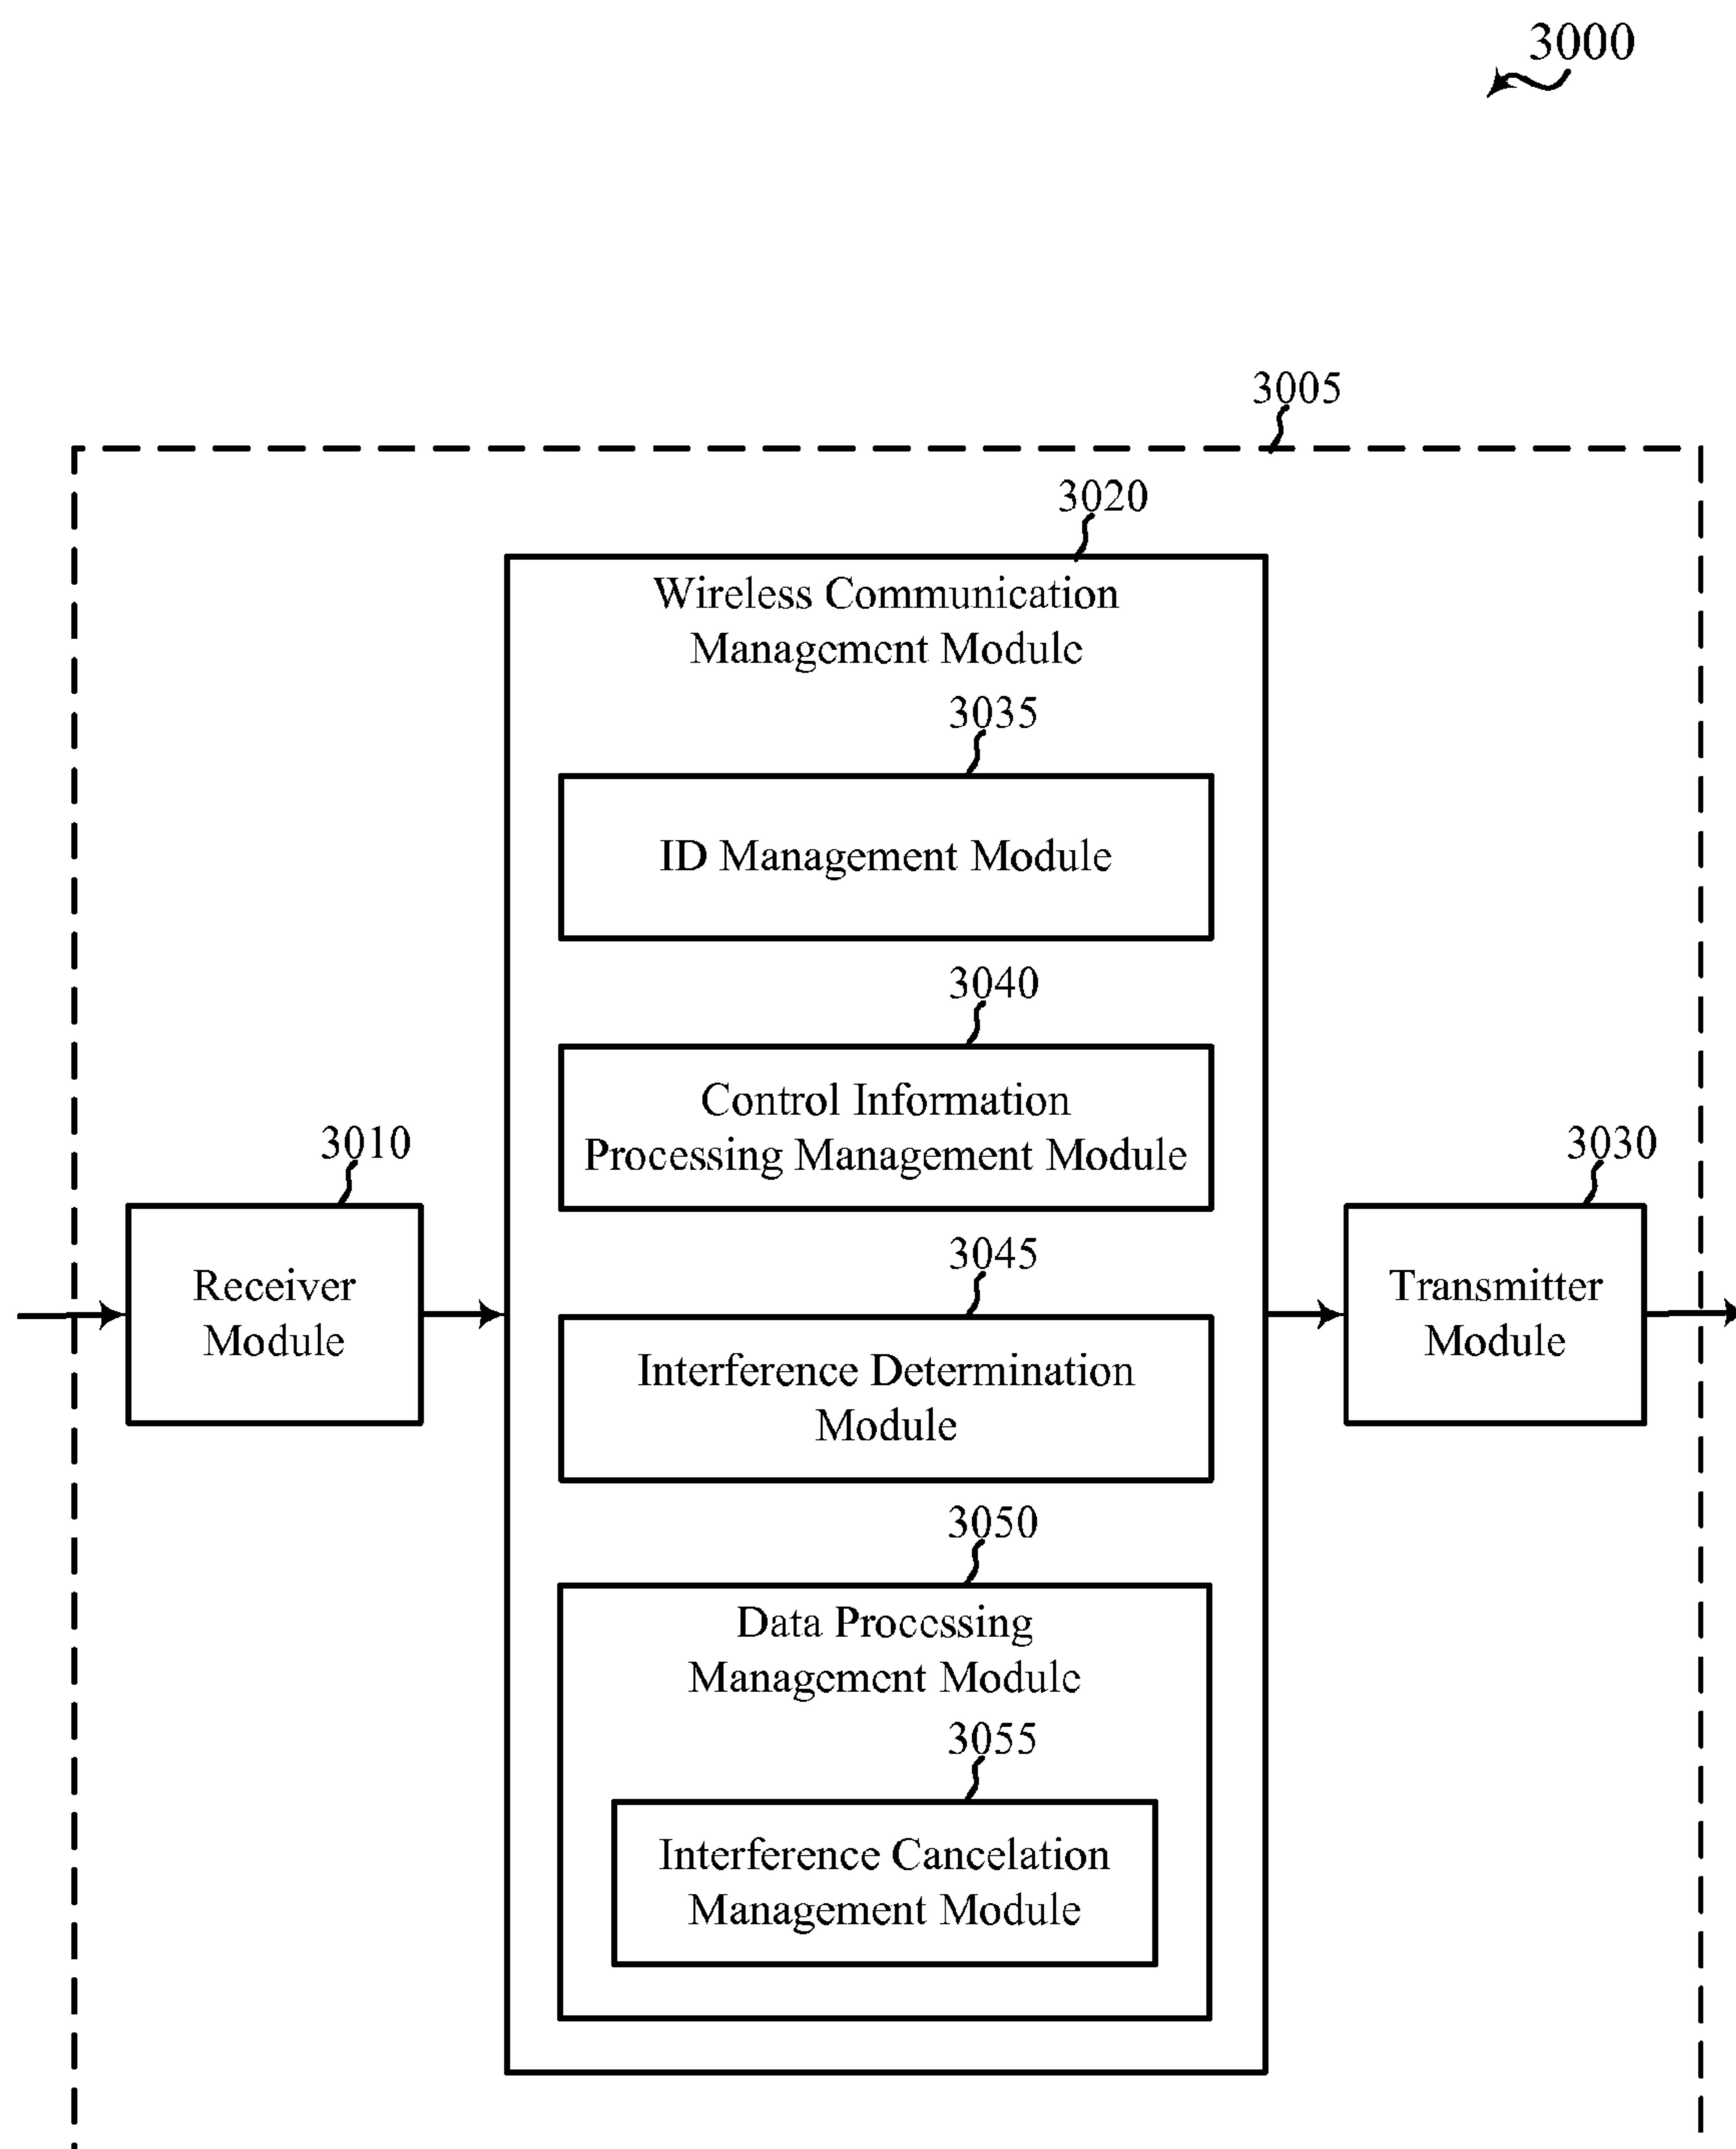 3000
3005
3020
Wireless Communication
Management Module
3035
ID Management Module
3040
Control Information
Processing Management Module
3010
Receiver
Module
3030
Transmitter
Module
3045
Interference Determination
Module
3050
Data Processing
Management Module
3055
Interference Cancelation
Management Module